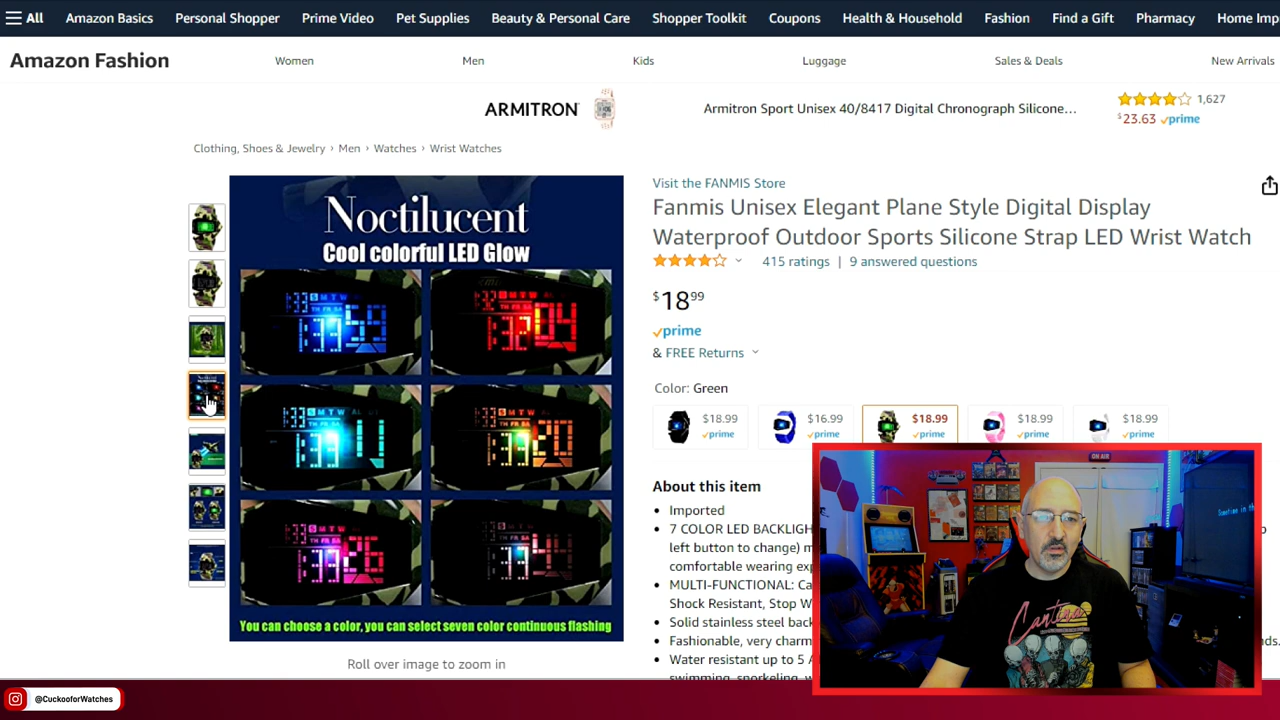 All Amazon Basics Personal Shopper Prime Video Pet Supplies Beauty & Personal Care Shopper Toolkit Coupons Health & Household Fashion Find a Gift Pharmacy Home Imp
Amazon Fashion Women Men Kids Luggage Sales & Deals New Arrivals
ARMITRON Armitron Sport Unisex 40/8417 Digital Chronograph Silicone… 1,627
$23.63 prime
Clothing, Shoes & Jewelry › Men › Watches › Wrist Watches
Noctilucent
Cool colorful LED Glow
You can choose a color, you can select seven color continuous flashing
Roll over image to zoom in
Visit the FANMIS Store
Fanmis Unisex Elegant Plane Style Digital Display
Waterproof Outdoor Sports Silicone Strap LED Wrist Watch
415 ratings | 9 answered questions
$18 99
prime
& FREE Returns
Color: Green
$18.99 $16.99 $18.99 $18.99 $18.99
prime prime prime prime prime
About this item
• Imported
• 7 COLOR LED BACKLIGH
left button to change) m
comfortable wearing exp
• MULTI-FUNCTIONAL: Ca
Shock Resistant, Stop W
• Solid stainless steel back
• Fashionable, very charm
nds.
• Water resistant up to 5 A
swimming, snorkeling, w
ON AIR
Cantina
@CuckooforWatches